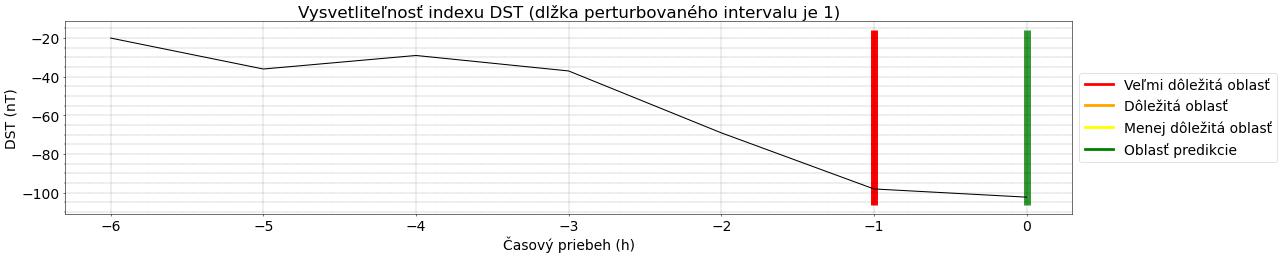 Vysvetliteľnosť indexu DST (dĺžka perturbovaného intervalu je 1)
DST (nT)
−20
−40
−60
−80
−100
−6
−5
−4
−3
−2
−1
0
Časový priebeh (h)
Veľmi dôležitá oblasť
Dôležitá oblasť
Menej dôležitá oblasť
Oblasť predikcie